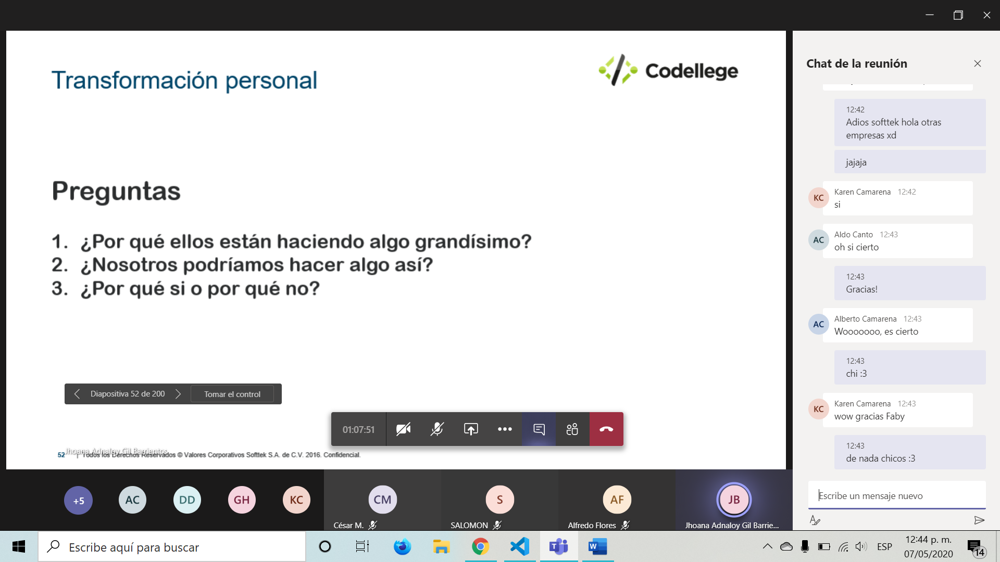 Transformación personal
Codellege
Preguntas
1. ¿Por qué ellos están haciendo algo grandísimo?
2. ¿Nosotros podríamos hacer algo así?
3. ¿Por qué si o por qué no?
Diapositiva 52 de 200
Tomar el control
01:07:51
Jhoana Adnaloy Gil Barrientos
52 | Todos los Derechos Reservados © Valores Corporativos Softtek S.A. de C.V. 2016. Confidencial.
+5
AC
DD
GH
KC
CM
César M.
S
SALOMON
AF
Alfredo Flores
JB
Jhoana Adnaloy Gil Barrie...
Chat de la reunión
12:42
Adios softtek hola otras
empresas xd
jajaja
KC
Karen Camarena 12:42
si
AC
Aldo Canto 12:43
oh si cierto
12:43
Gracias!
AC
Alberto Camarena 12:43
Wooooooo, es cierto
12:43
chi :3
KC
Karen Camarena 12:43
wow gracias Faby
12:43
de nada chicos :3
Escribe un mensaje nuevo
Escribe aquí para buscar
ESP
12:44 p. m.
07/05/2020
14